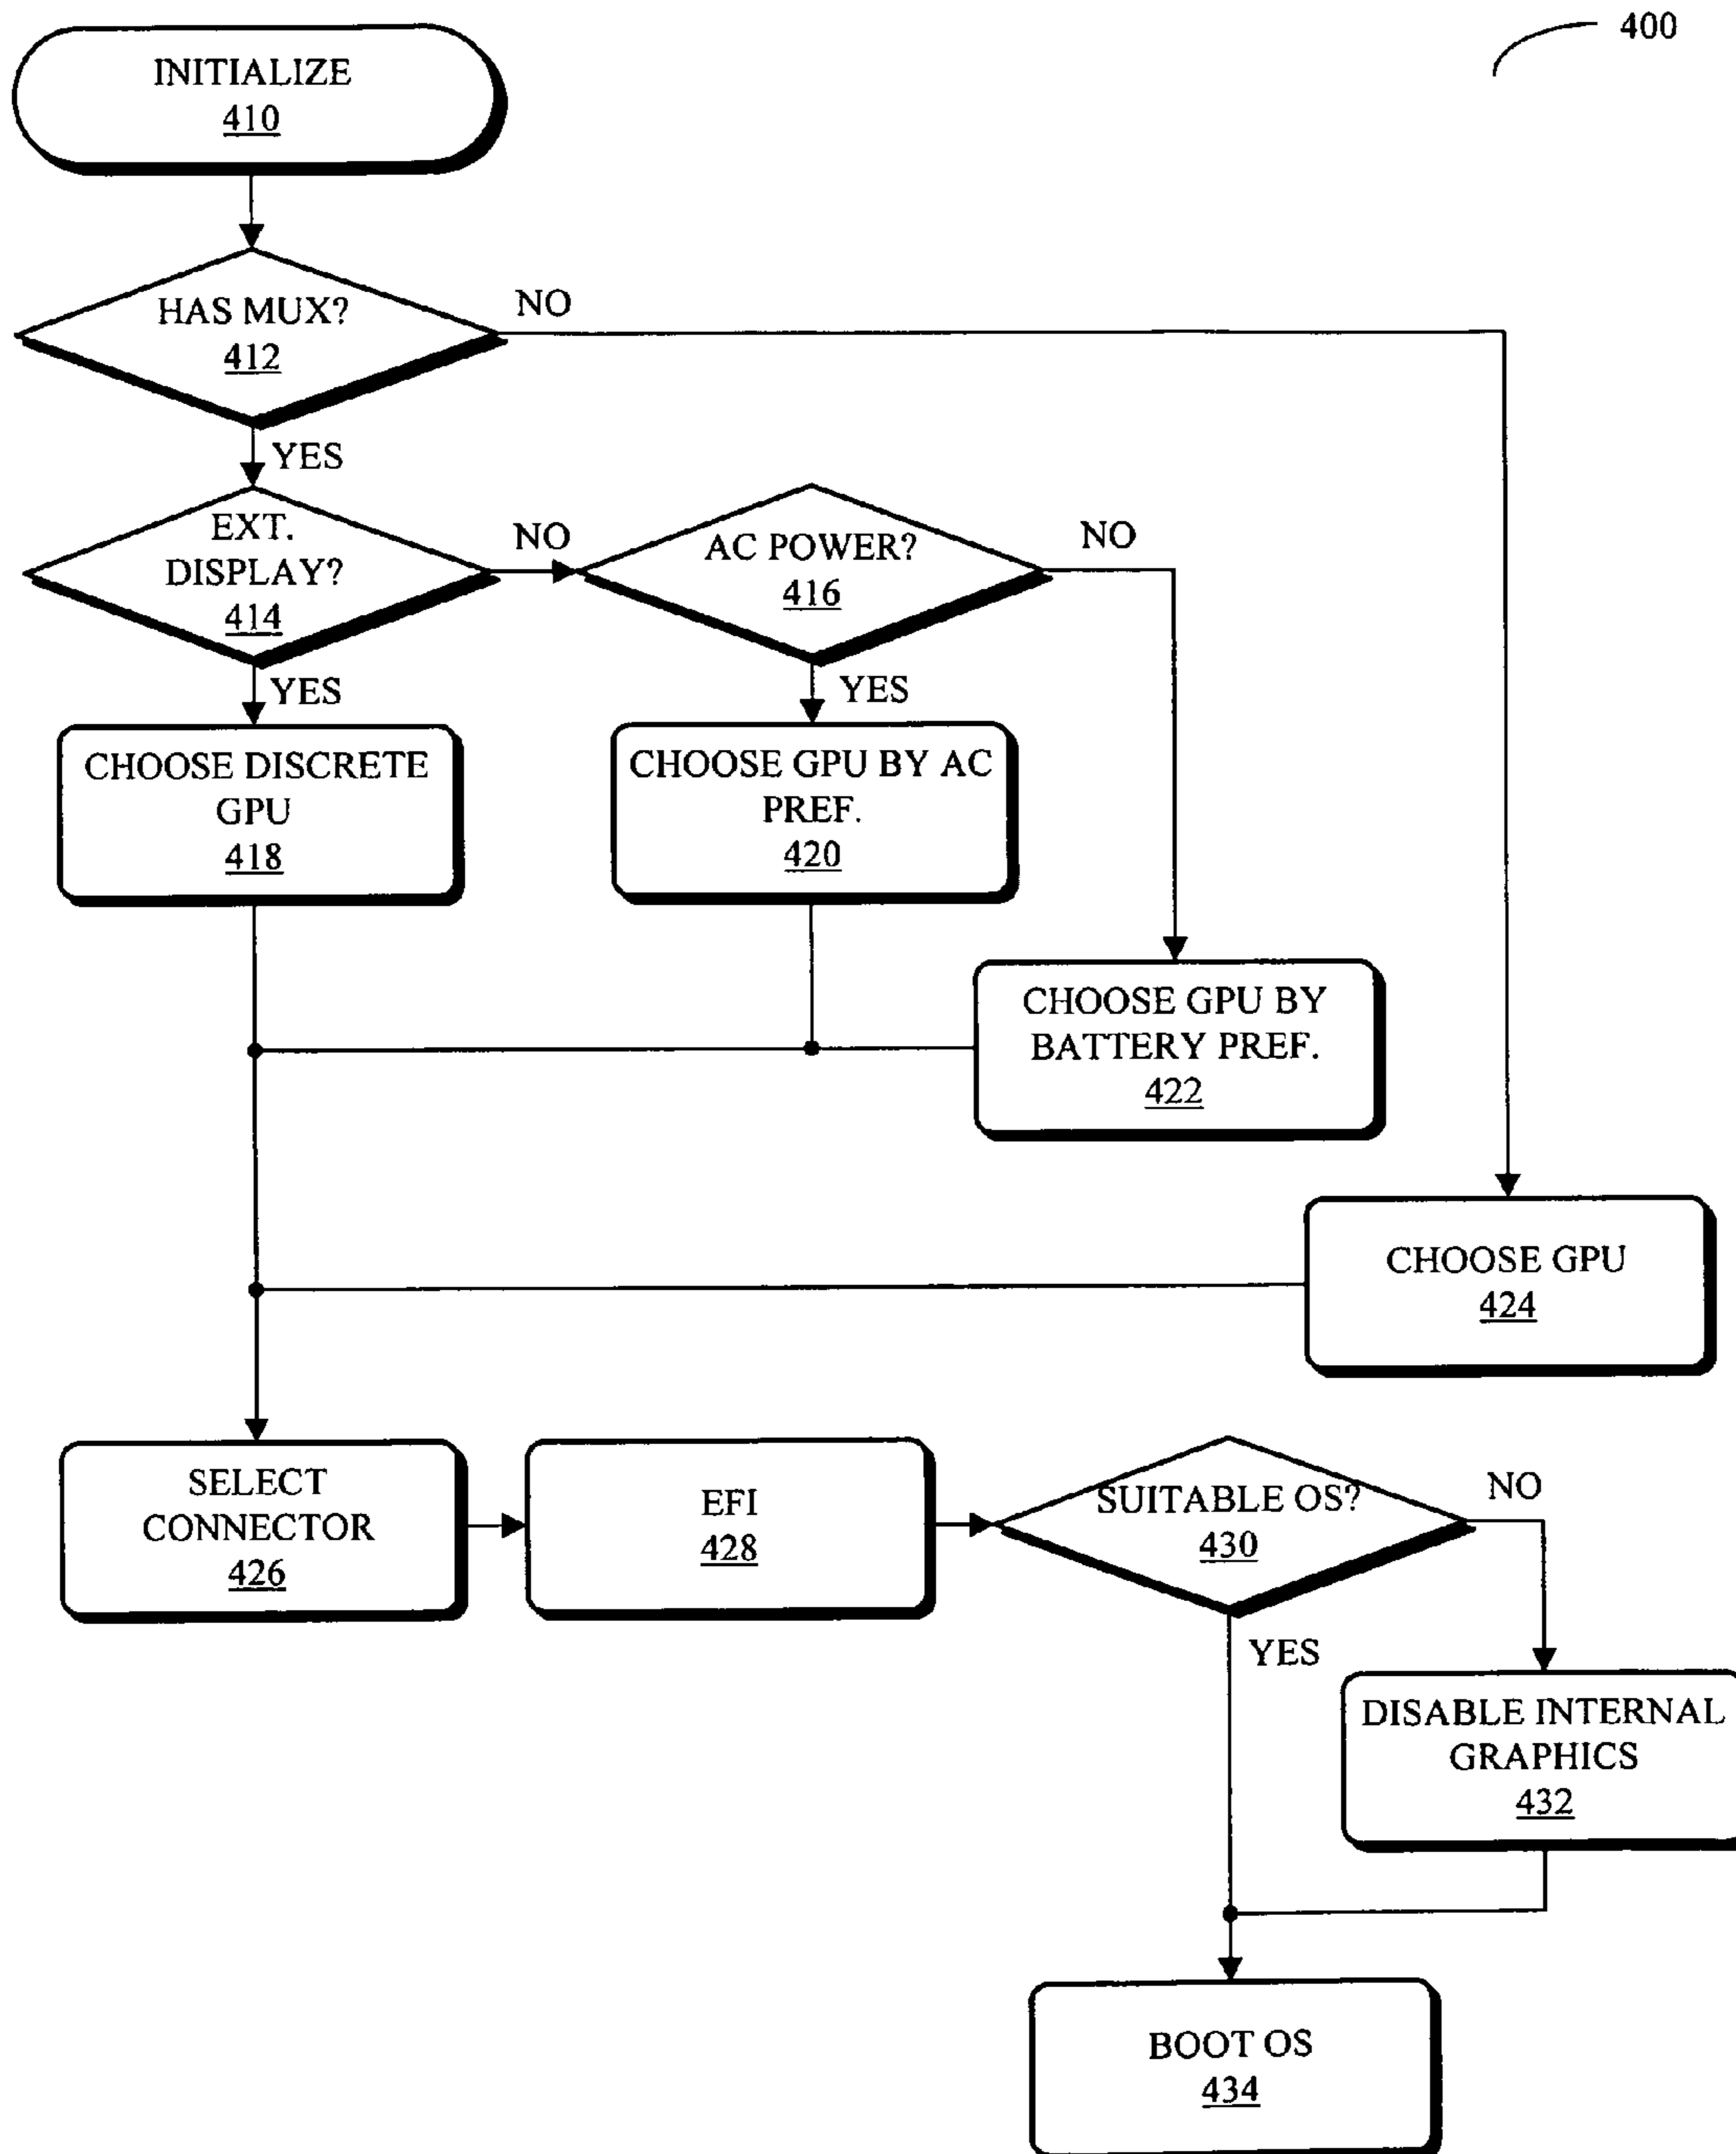 400
INITIALIZE
410
HAS MUX?
412
NO
YES
EXT.
DISPLAY?
414
NO
AC POWER?
416
NO
YES
YES
CHOOSE DISCRETE
GPU
418
CHOOSE GPU BY AC
PREF.
420
CHOOSE GPU BY
BATTERY PREF.
422
CHOOSE GPU
424
SELECT
CONNECTOR
426
EFI
428
SUITABLE OS?
430
NO
YES
DISABLE INTERNAL
GRAPHICS
432
BOOT OS
434